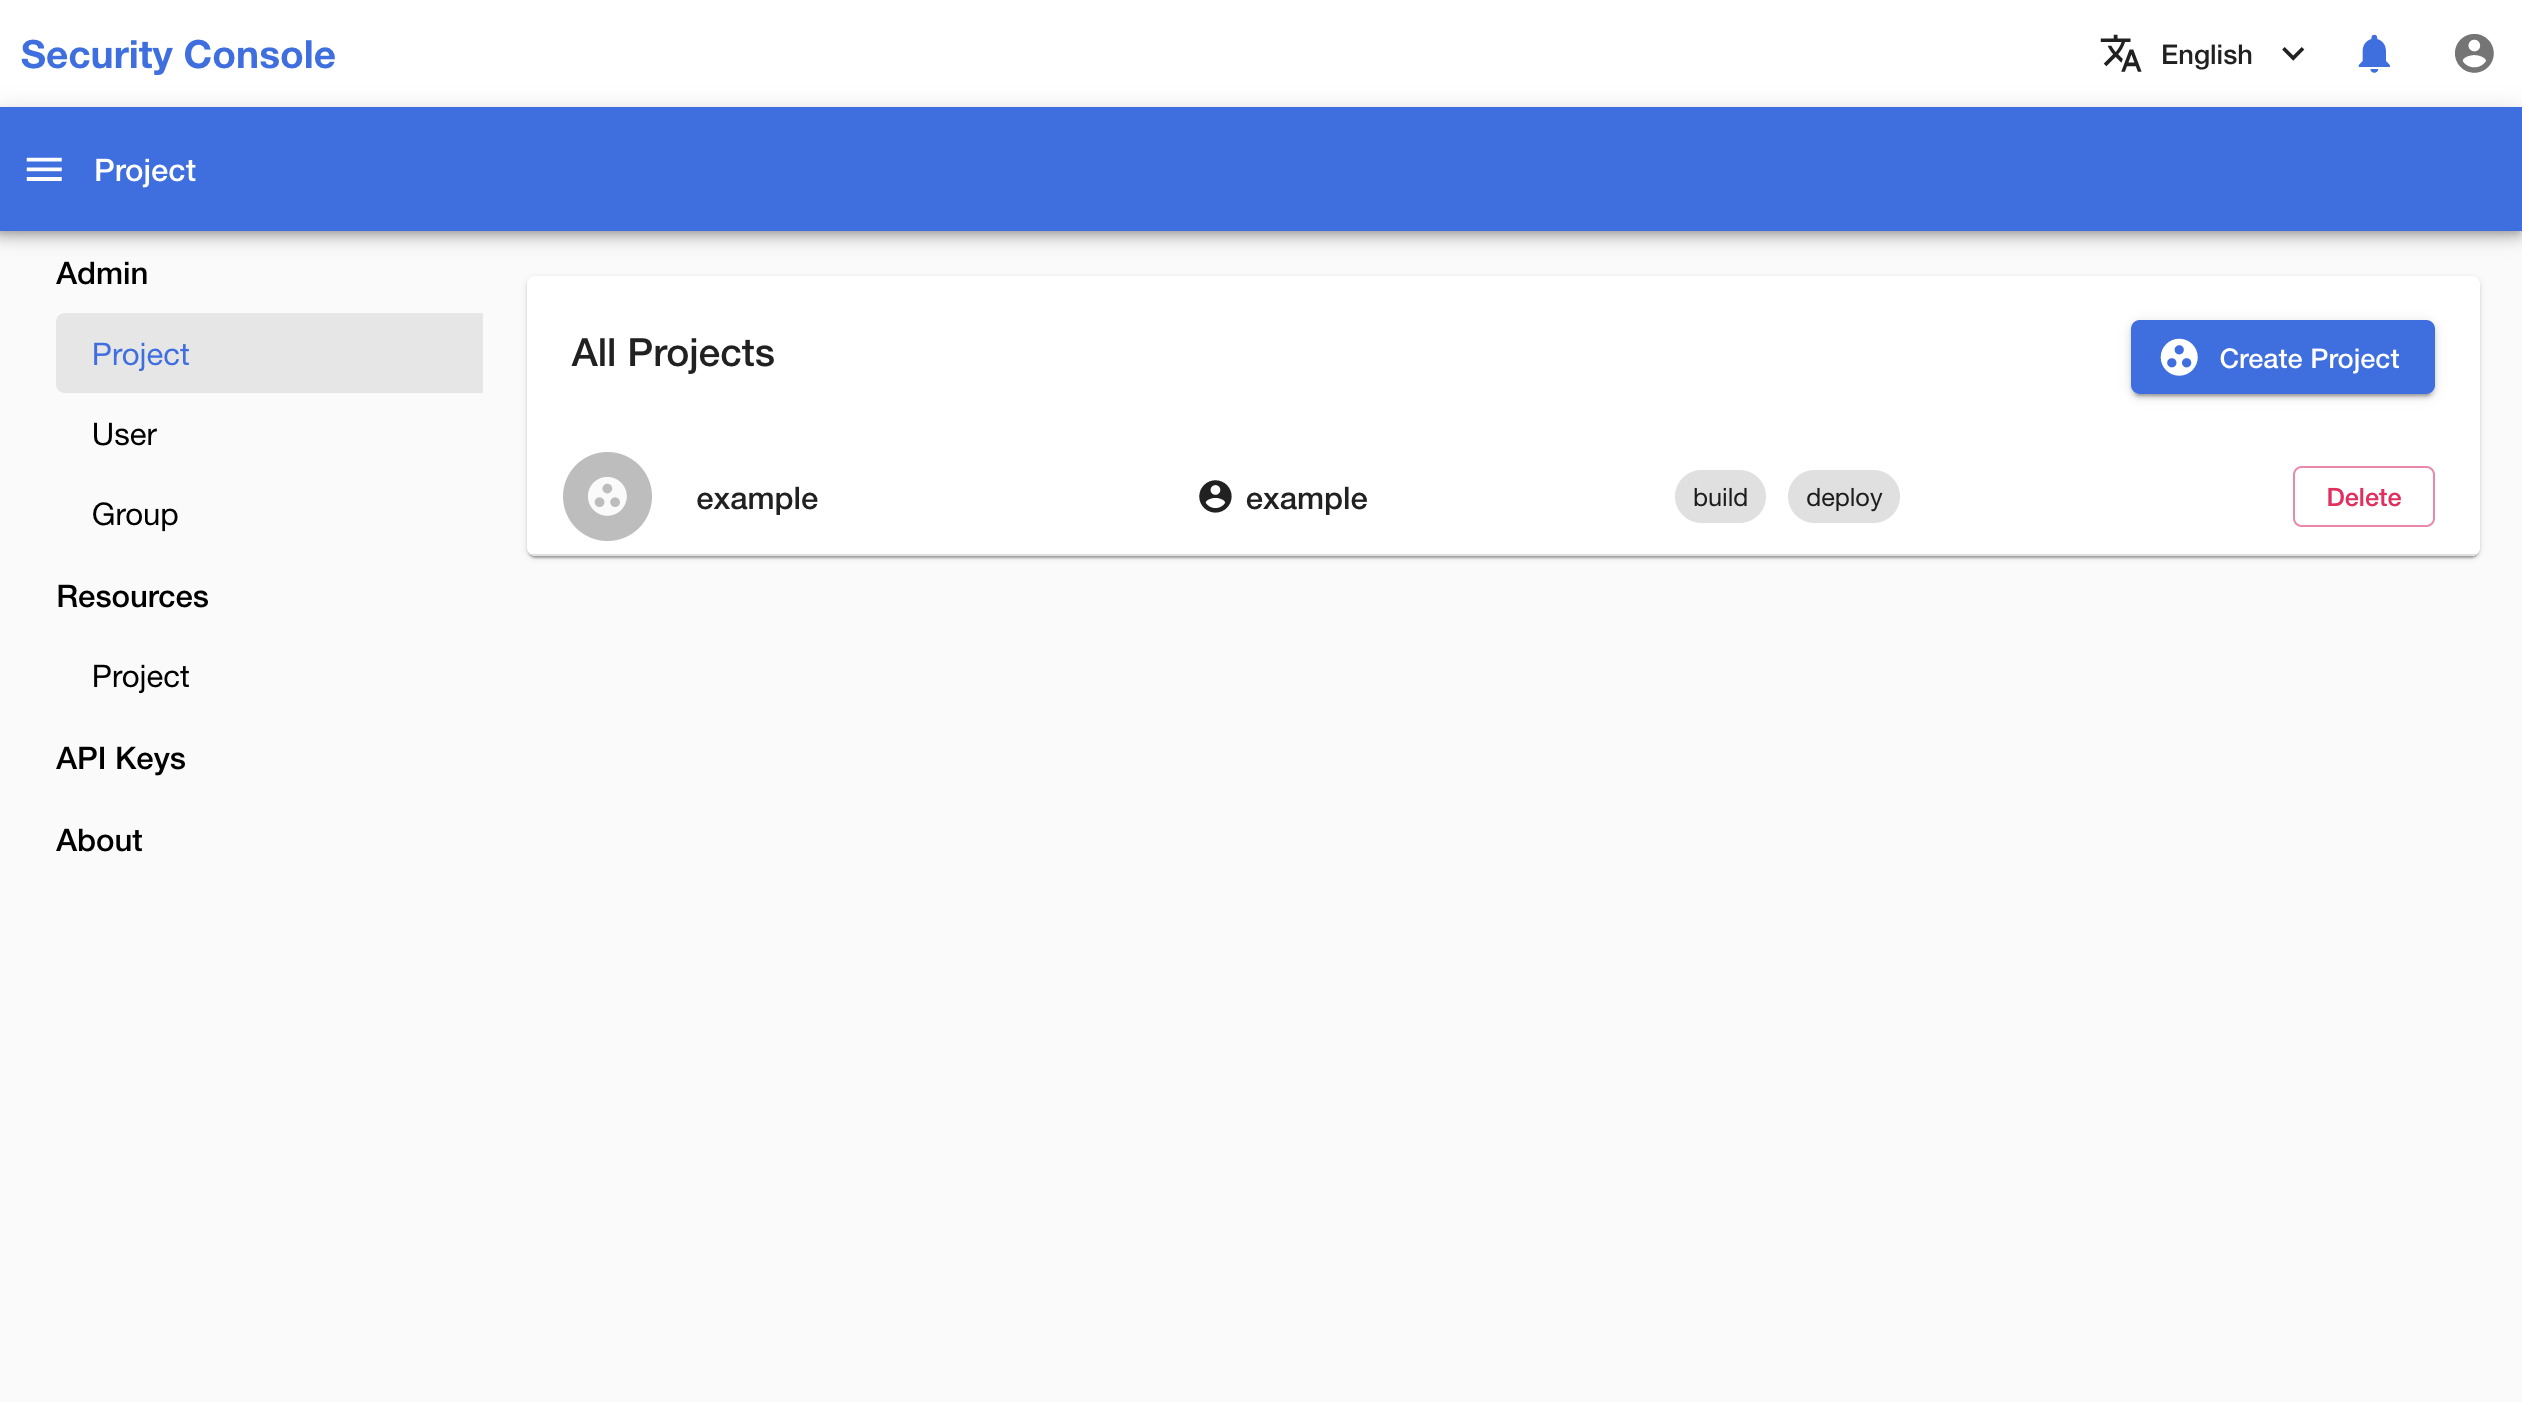 Security Console
English
Project
Admin
Project
User
Group
Resources
Project
API Keys
About
All Projects
Create Project
example example build deploy Delete